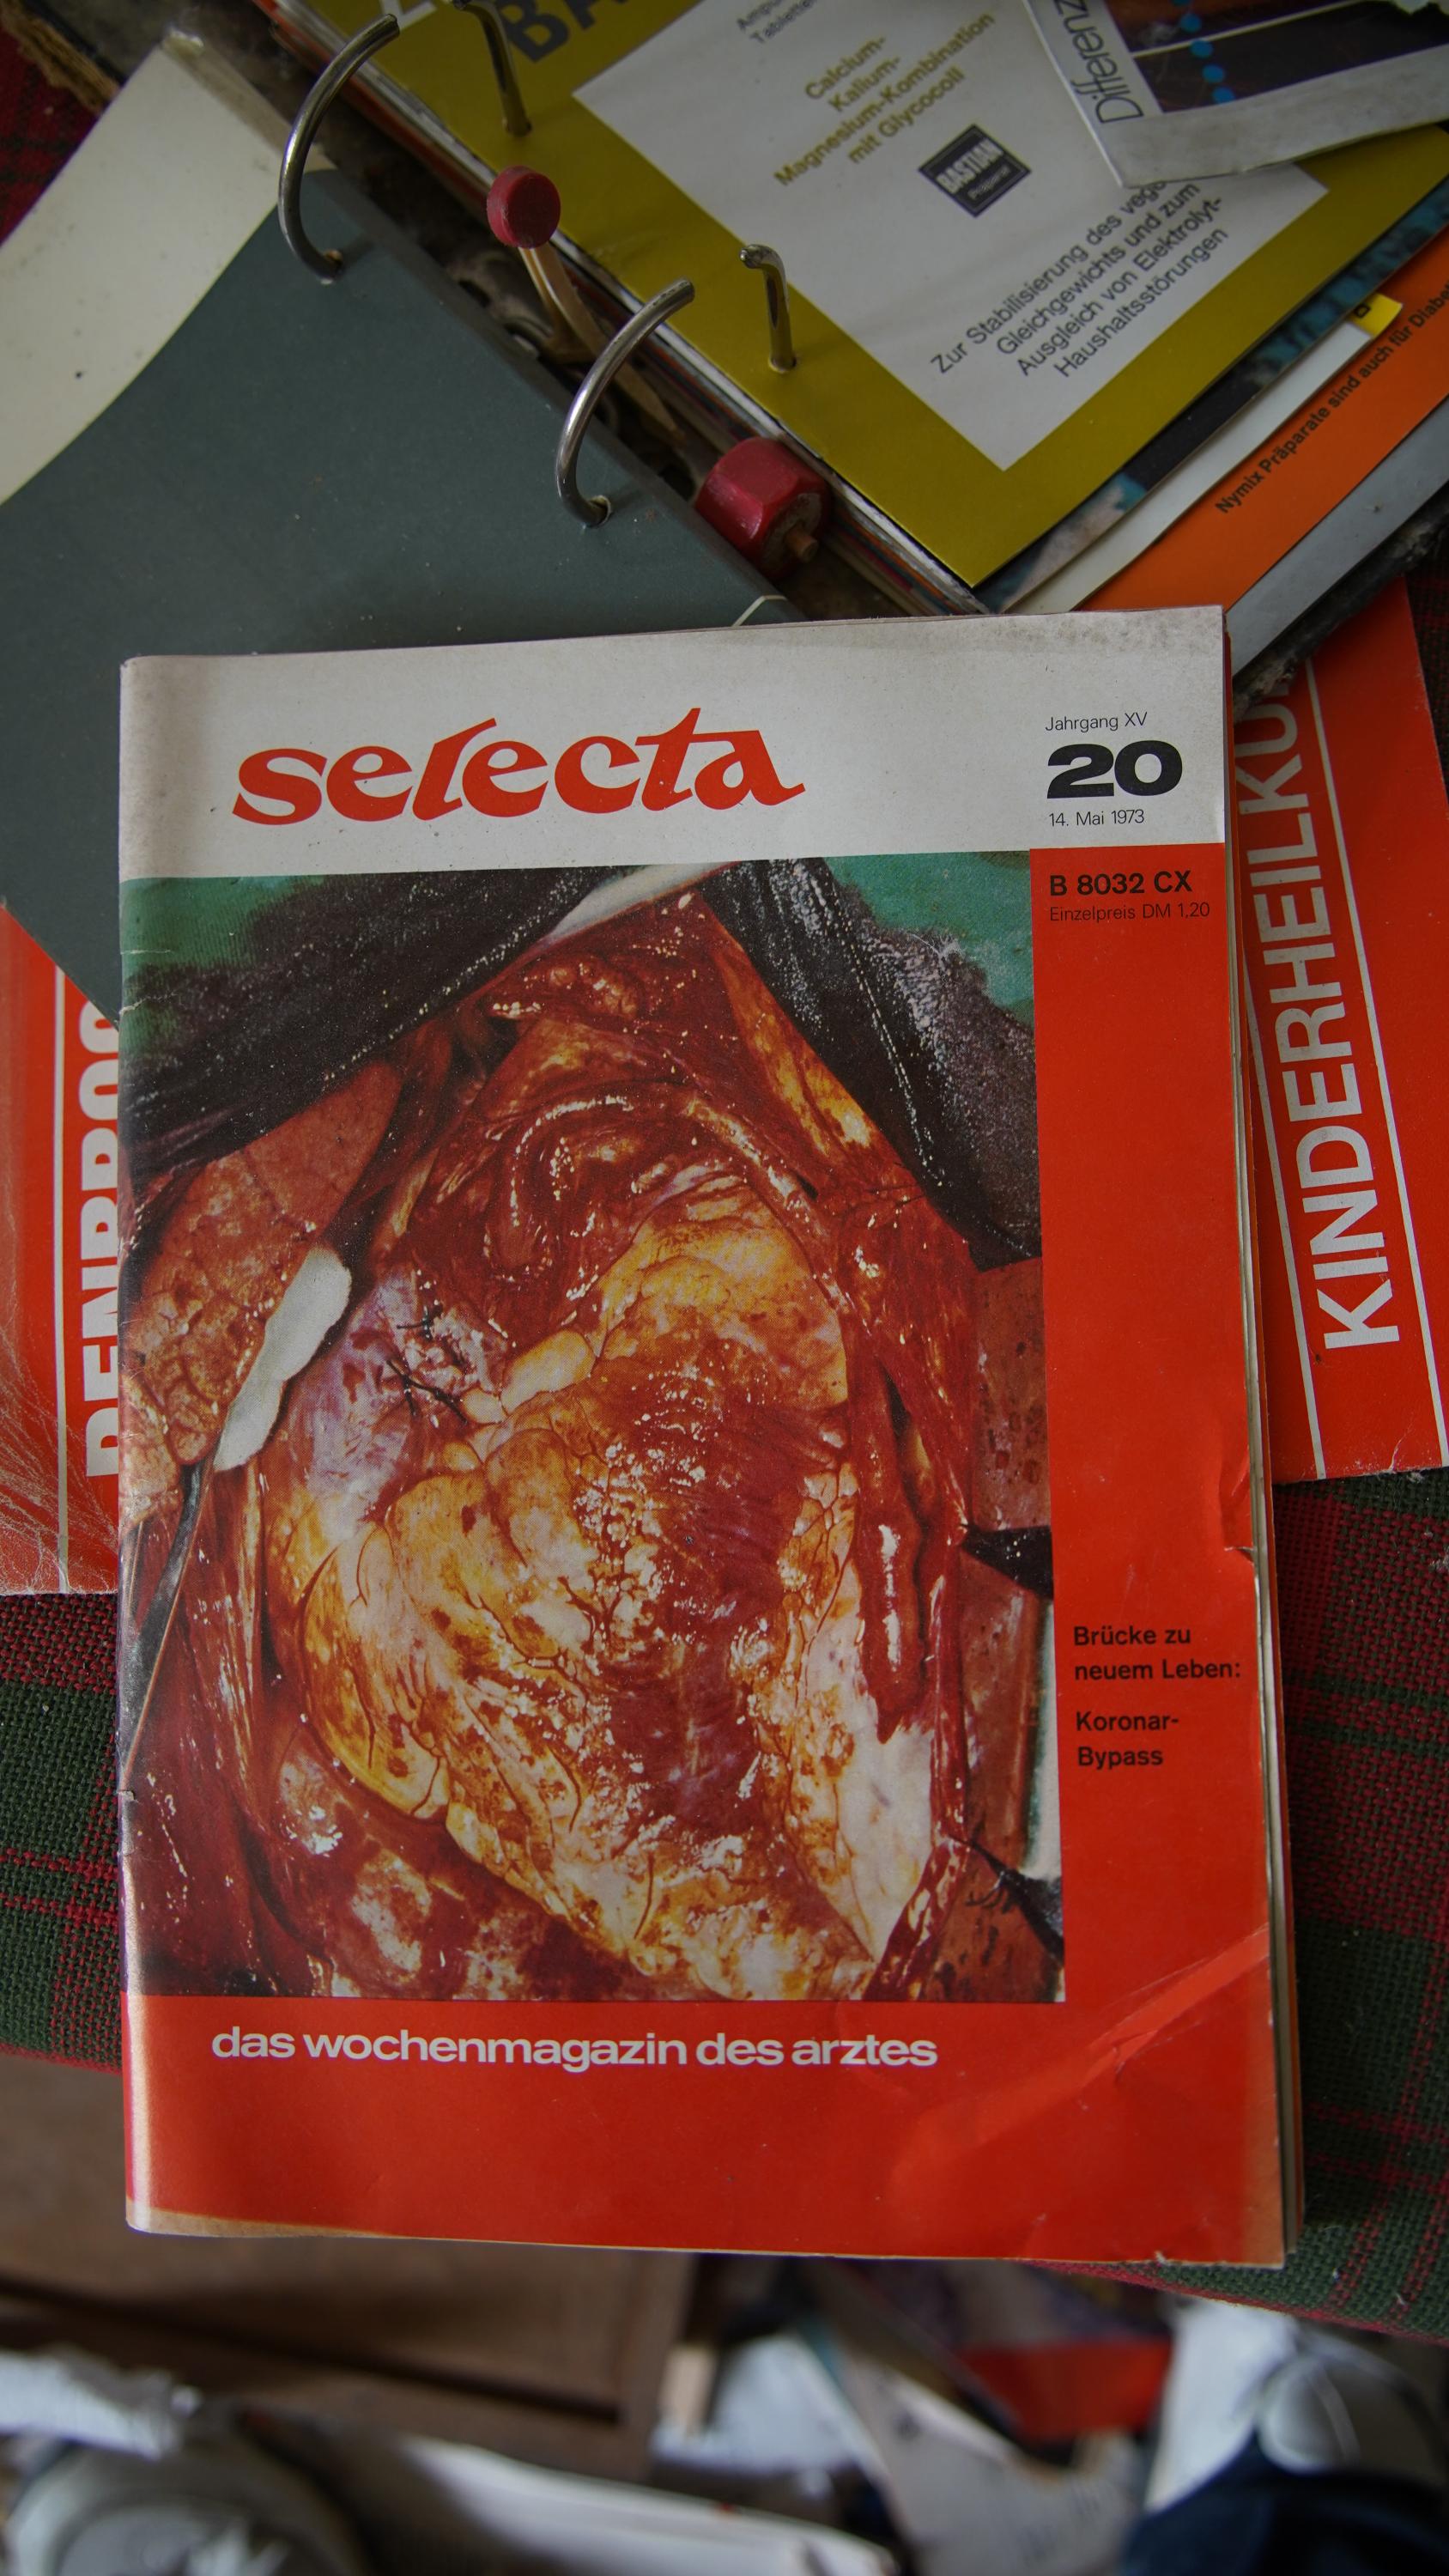 Calcium-
Kalium-
Magnesium-Kombination
mit Glycocoll
BASTIAN
Präparat
Zur Stabilisierung des
Gleichgewichts und zum
Ausgleich von Elektrolyt-
Haushaltsstörungen
Nymix Präparate sind auch für
selecta
Jahrgang XV
20
14. Mai 1973
B 8032 CX
Einzelpreis DM 1,20
Brücke zu
neuem Leben:
Koronar-
Bypass
das wochenmagazin des arztes